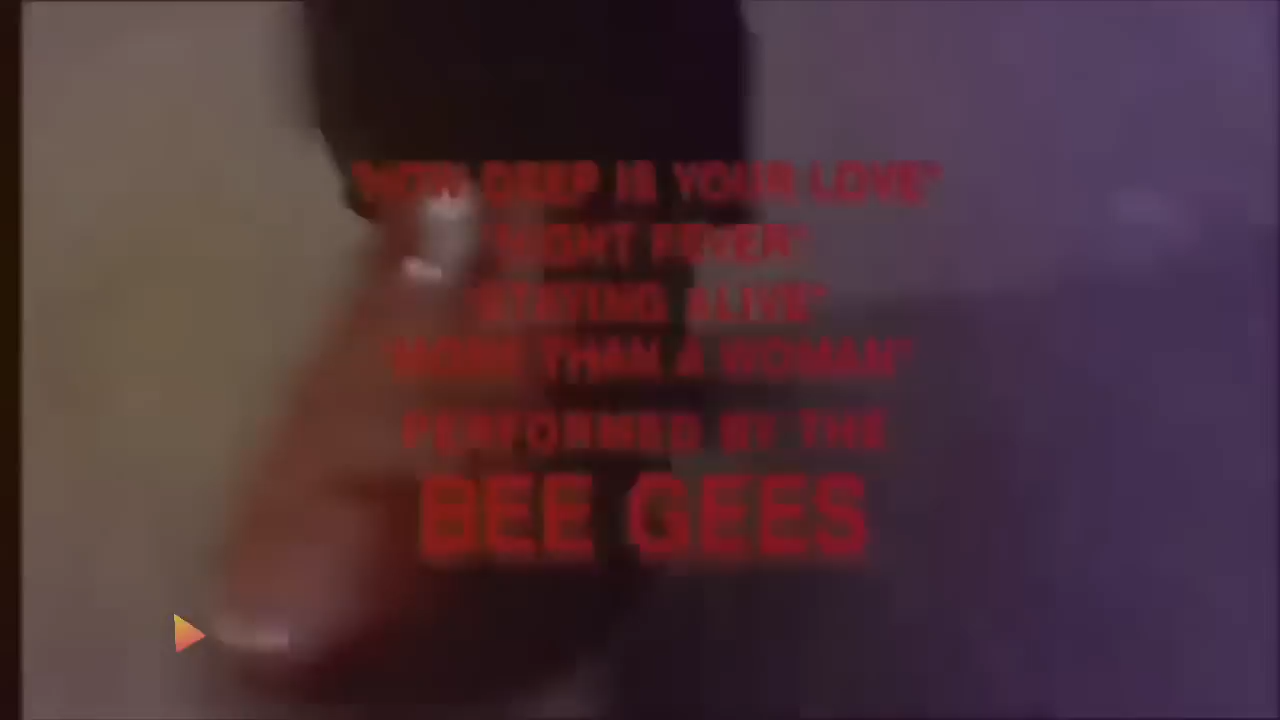 "HOW DEEP IS YOUR LOVE"
"NIGHT FEVER"
"STAYING ALIVE"
"MORE THAN A WOMAN"
PERFORMED BY THE
BEE GEES